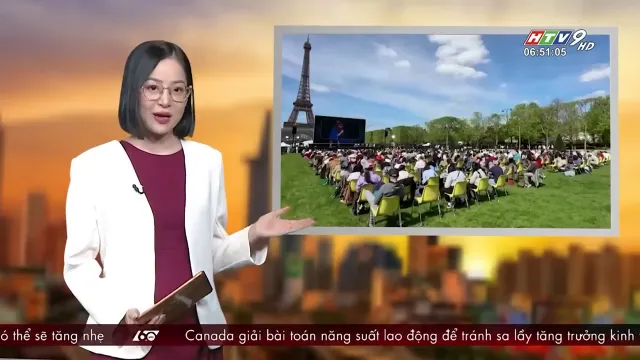 HTV9 HD
06:51:05
ó thể sẽ tăng nhẹ 60 Canada giải bài toán năng suất lao động để tránh sa lầy tăng trưởng kinh